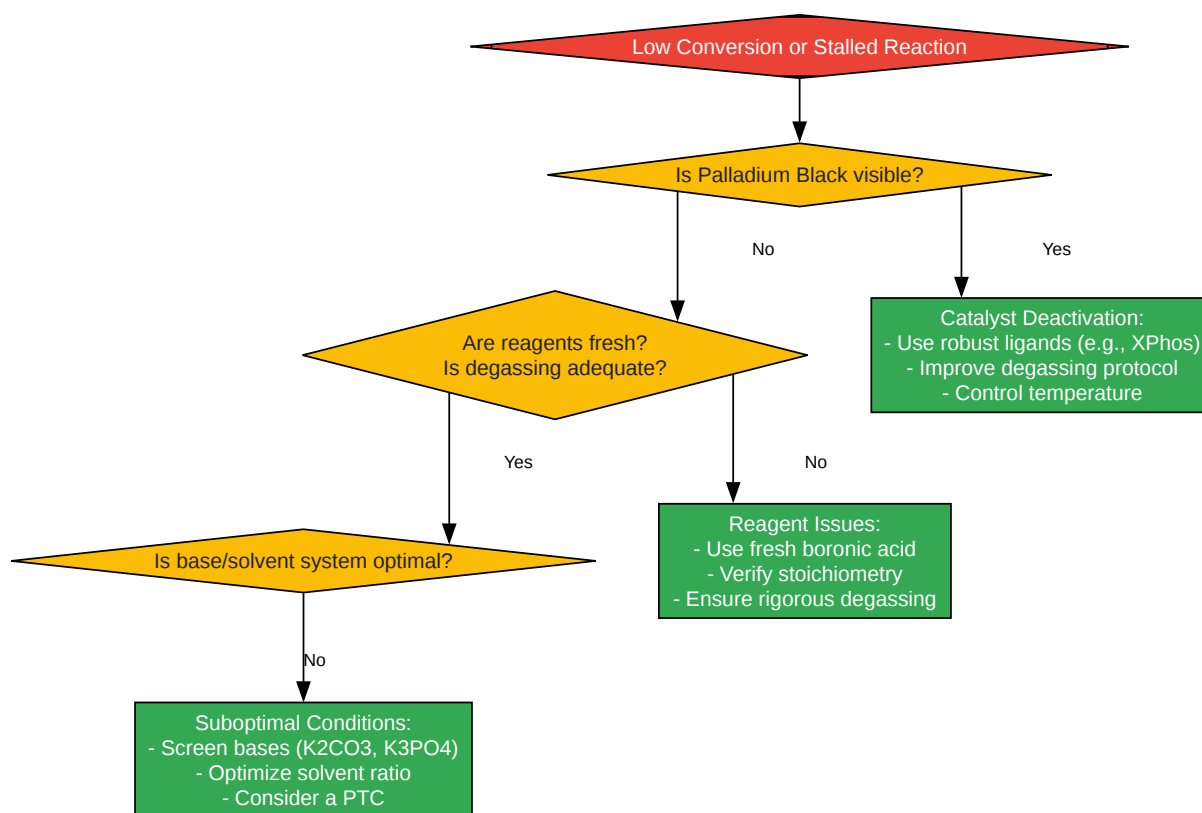 Low Conversion or Stalled Reaction
Is Palladium Black visible?
No
Yes
Catalyst Deactivation:
- Use robust ligands (e.g., XPhos)
- Improve degassing protocol
- Control temperature
Are reagents fresh?
Is degassing adequate?
Yes
No
Reagent Issues:
- Use fresh boronic acid
- Verify stoichiometry
- Ensure rigorous degassing
Is base/solvent system optimal?
No
Suboptimal Conditions:
- Screen bases (K2CO3, K3PO4)
- Optimize solvent ratio
- Consider a PTC